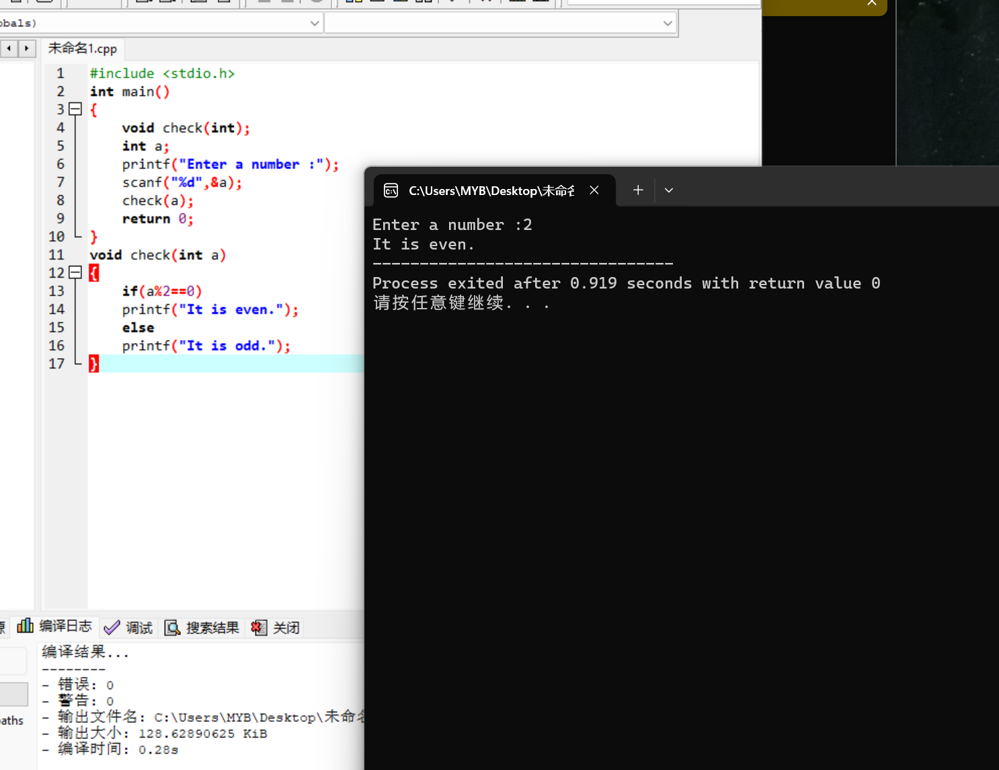 未命名1.cpp
1 #include <stdio.h>
2 int main()
3 {
4 void check(int);
5 int a;
6 printf("Enter a number :");
7 scanf("%d",&a);
8 check(a);
9 return 0;
10 }
11 void check(int a)
12 {
13 if(a%2==0)
14 printf("It is even.");
15 else
16 printf("It is odd.");
17 }
C:\Users\MYB\Desktop\未命
Enter a number :2
It is even.
--------------------------------
Process exited after 0.919 seconds with return value 0
请按任意键继续. . .
编译日志 调试 搜索结果 关闭
编译结果...
--------
- 错误: 0
- 警告: 0
- 输出文件名: C:\Users\MYB\Desktop\未命
- 输出大小: 128.62890625 KiB
- 编译时间: 0.28s